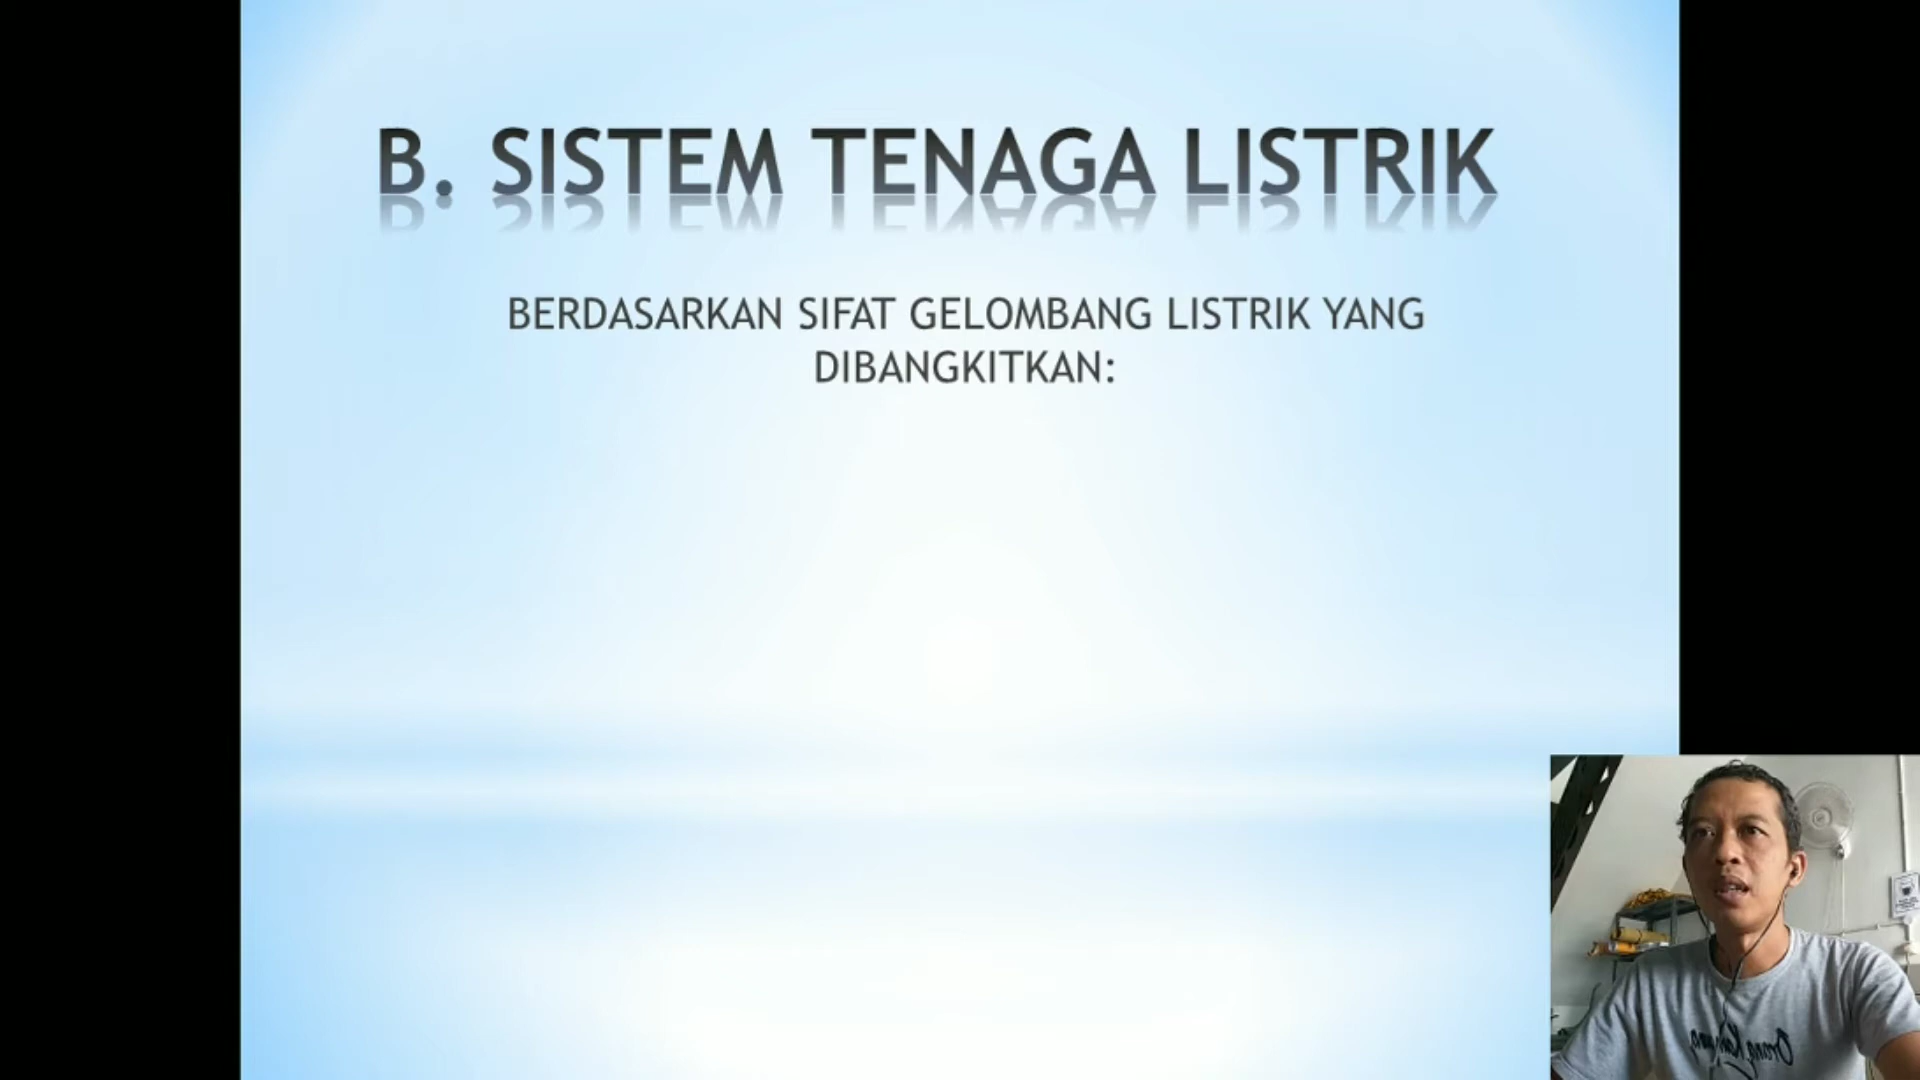 B. SISTEM TENAGA LISTRIK
BERDASARKAN SIFAT GELOMBANG LISTRIK YANG
DIBANGKITKAN: